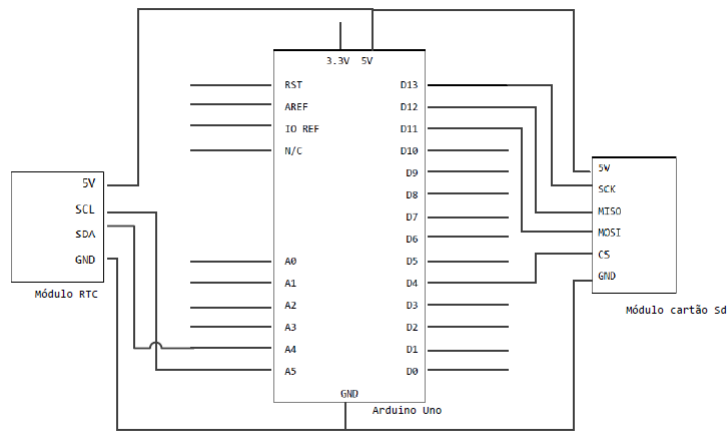 3.3V 5V
RST
AREF
IO REF
N/C
A0
A1
A2
A3
A4
A5
D13
D12
D11
D10
D9
D8
D7
D6
D5
D4
D3
D2
D1
D0
GND
Arduino Uno
5V
SCL
SDA
GND
Módulo RTC
5V
SCK
MISO
MOSI
CS
GND
Módulo cartão Sd